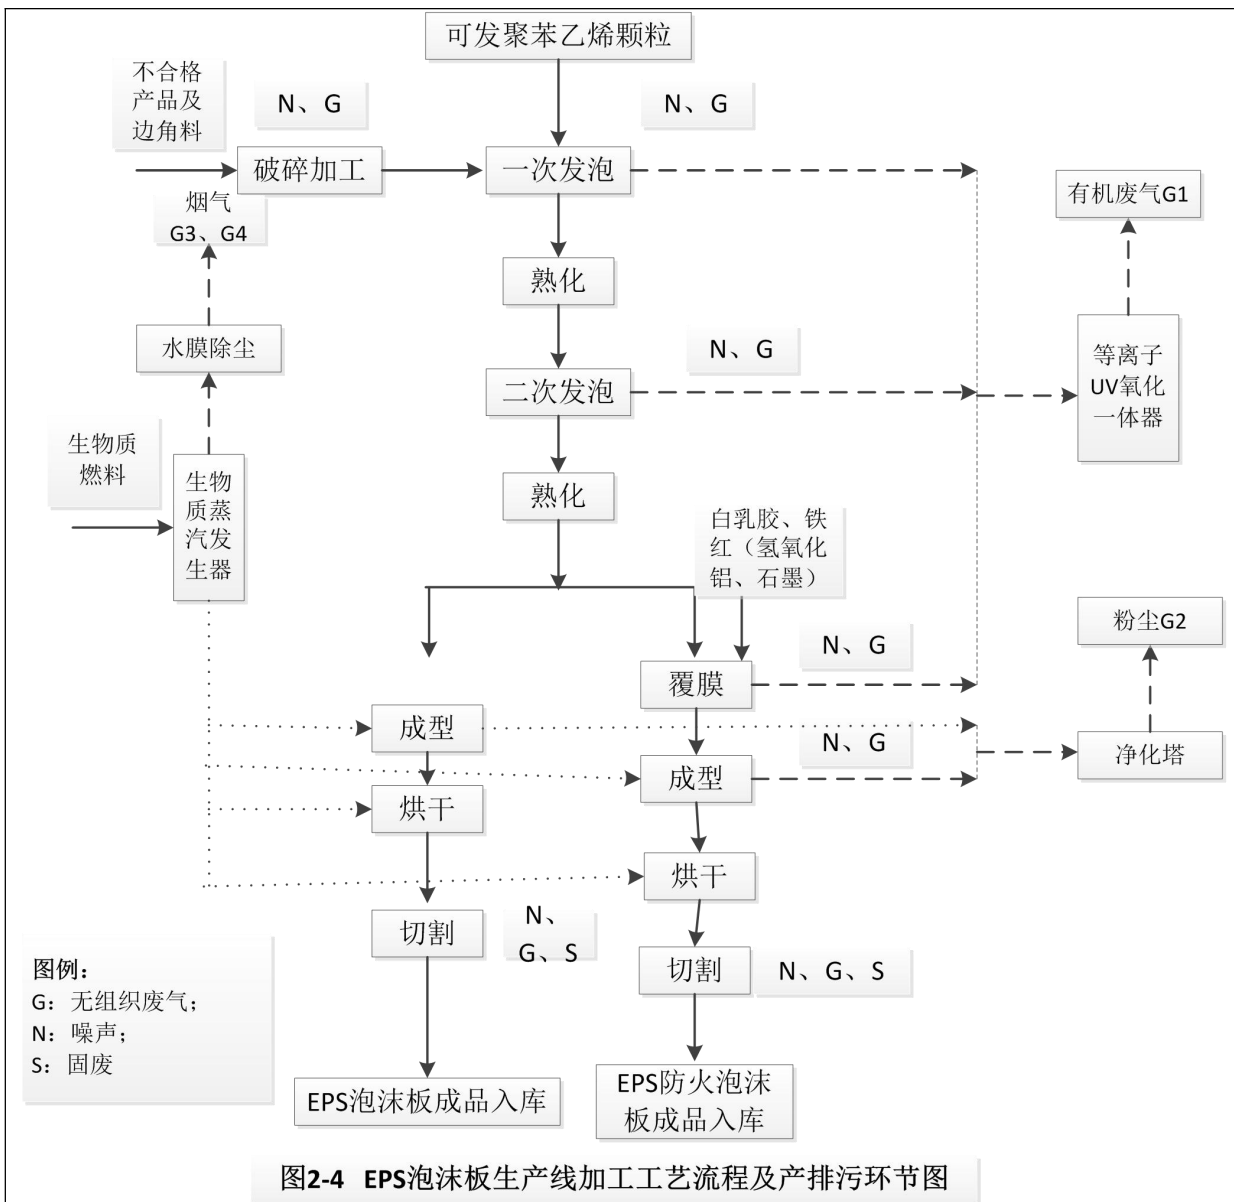 可发聚苯乙烯颗粒
不合格
产品及
边角料
N、G
N、G
破碎加工
一次发泡
烟气
G3、G4
有机废气G1
熟化
水膜除尘
N、G
等离子
UV氧化
一体器
二次发泡
生物质
燃料
生物
质蒸
汽发
生器
熟化
白乳胶、铁
红（氢氧化
铝、石墨）
粉尘G2
N、G
覆膜
成型
N、G
净化塔
成型
烘干
烘干
切割
N、
G、S
切割
N、G、S
图例：
G：无组织废气；
N：噪声；
S：固废
EPS泡沫板成品入库
EPS防火泡沫
板成品入库
图2-4 EPS泡沫板生产线加工工艺流程及产排污环节图